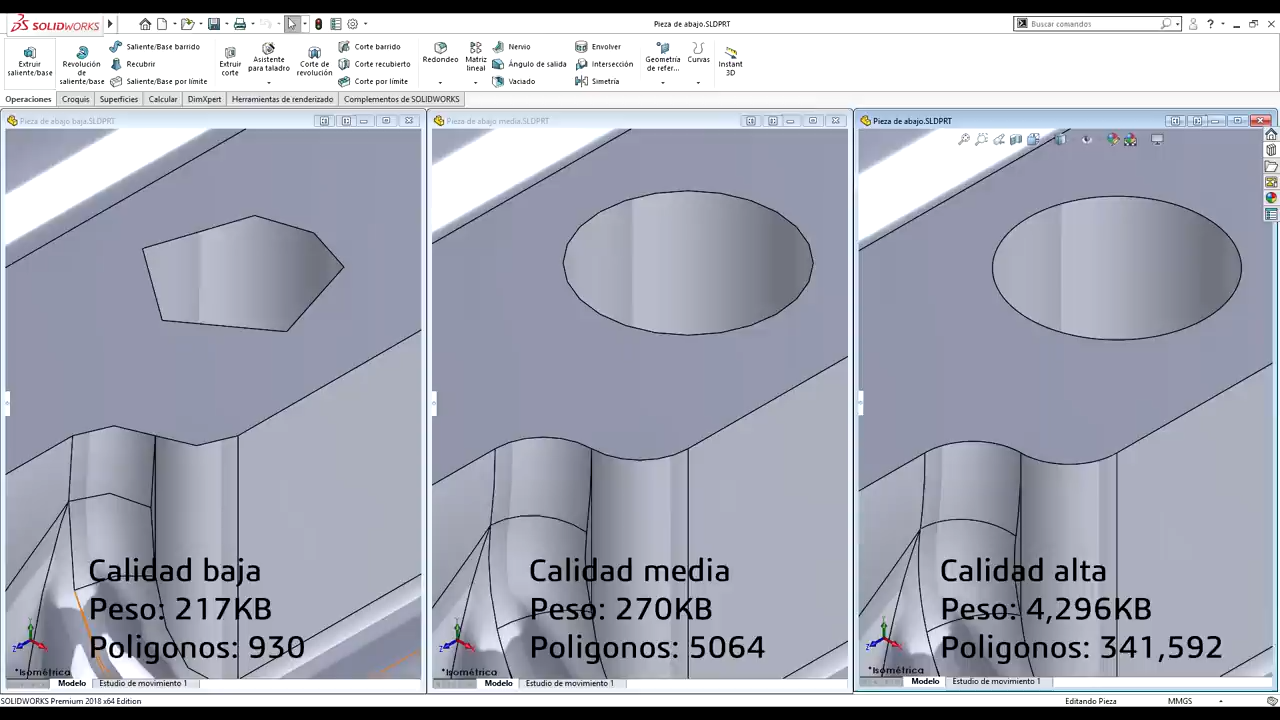 SOLIDWORKS
Pieza de abajo.SLDPRT
Buscar comandos
Extruir saliente/base
Revolución de saliente/base
Saliente/Base barrido
Recubrir
Saliente/Base por límite
Extruir corte
Asistente para taladro
Corte de revolución
Corte barrido
Corte recubierto
Corte por límite
Redondeo
Matriz lineal
Nervio
Ángulo de salida
Vaciado
Envolver
Intersección
Simetría
Geometría de refer...
Curvas
Instant 3D
Operaciones
Croquis
Superficies
Calcular
DimXpert
Herramientas de renderizado
Complementos de SOLIDWORKS
Pieza de abajo baja.SLDPRT
Pieza de abajo media.SLDPRT
Pieza de abajo.SLDPRT
Calidad baja
Peso: 217KB
Poligonos: 930
Calidad media
Peso: 270KB
Poligonos: 5064
Calidad alta
Peso: 4,296KB
Poligonos: 341,592
*Isométrica
*Isométrica
*Isométrica
Modelo
Estudio de movimiento 1
Modelo
Estudio de movimiento 1
Modelo
Estudio de movimiento 1
SOLIDWORKS Premium 2018 x64 Edition
Editando Pieza
MMGS